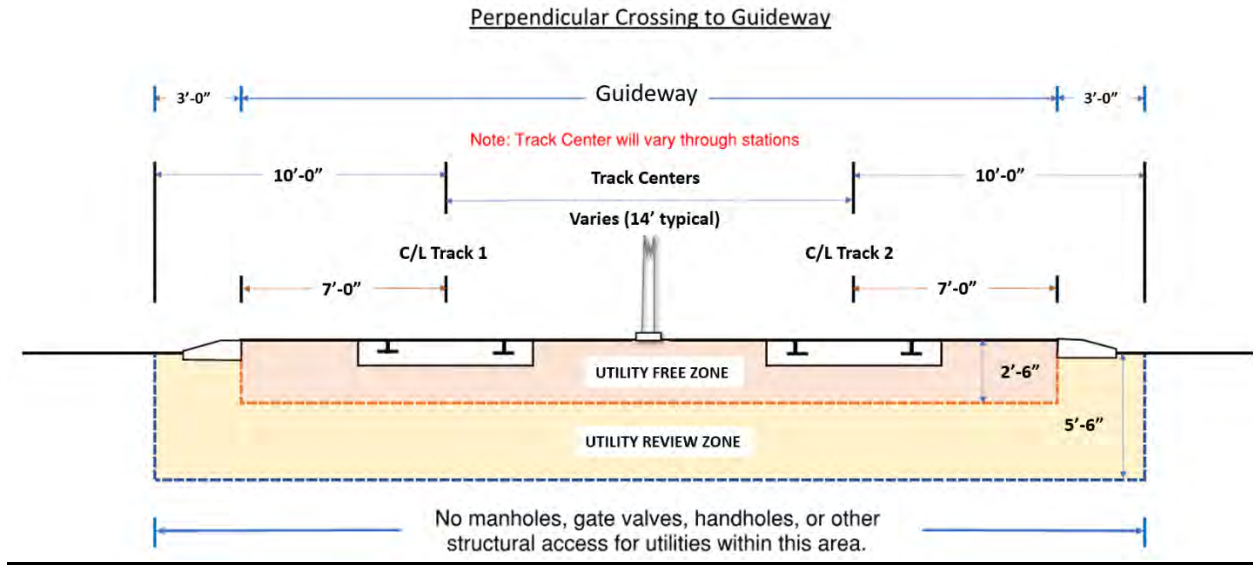 Perpendicular Crossing to Guideway
3’-0”
Guideway
3’-0”
Note: Track Center will vary through stations
10’-0”
Track Centers
10’-0”
Varies (14’ typical)
C/L Track 1
C/L Track 2
7’-0”
7’-0”
UTILITY FREE ZONE
2’-6”
5’-6”
UTILITY REVIEW ZONE
No manholes, gate valves, handholes, or other
structural access for utilities within this area.